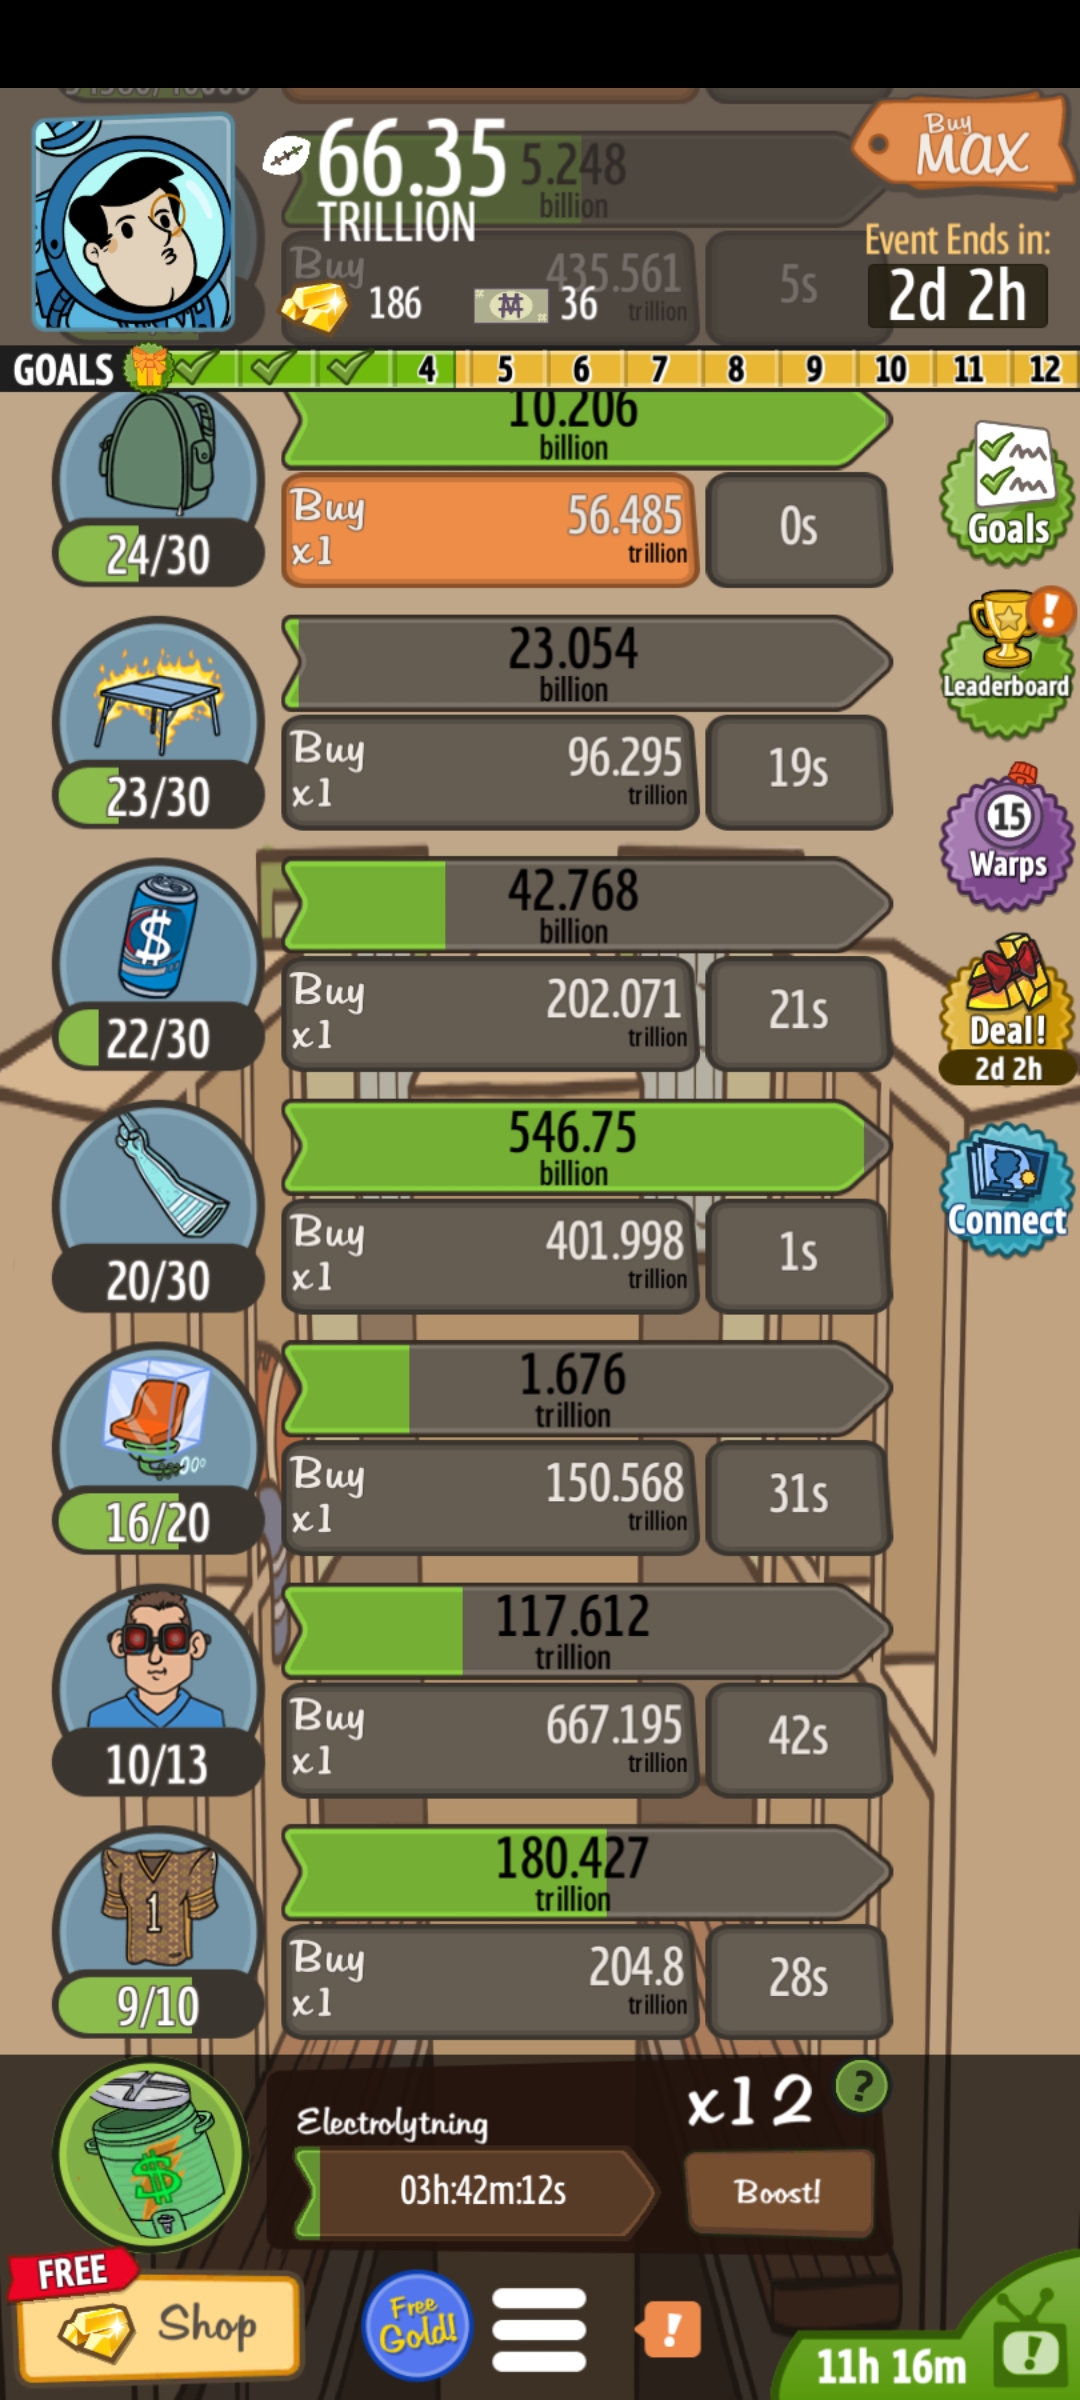 66.35
TRILLION
5.248
billion
Buy
MAX
Event Ends in:
2d 2h
Buy
435.561
trillion
5s
186
36
GOALS
4 5 6 7 8 9 10 11 12
10.206
billion
24/30
Buy
x1
56.485
trillion
0s
Goals
23.054
billion
23/30
Buy
x1
96.295
trillion
19s
Leaderboard
42.768
billion
22/30
Buy
x1
202.071
trillion
21s
15
Warps
Deal!
2d 2h
$
546.75
billion
20/30
Buy
x1
401.998
trillion
1s
Connect
1.676
trillion
16/20
Buy
x1
150.568
trillion
31s
117.612
trillion
10/13
Buy
x1
667.195
trillion
42s
180.427
trillion
1
9/10
Buy
x1
204.8
trillion
28s
Electrolytning
x12
?
03h:42m:12s
Boost!
$
FREE
Shop
Free
Gold!
!
11h 16m
!